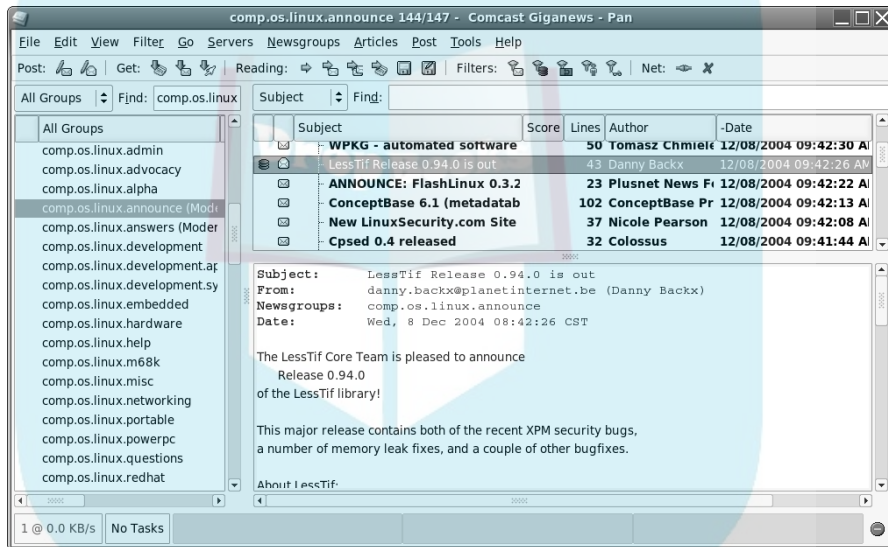 comp.os.linux.announce 144/147 - Comcast Giganews - Pan
File Edit View Filter Go Servers Newsgroups Articles Post Tools Help
Post: Get: Reading: Filters: Net:
All Groups Find: comp.os.linux Subject Find:
All Groups
comp.os.linux.admin
comp.os.linux.advocacy
comp.os.linux.alpha
comp.os.linux.announce (Mode
comp.os.linux.answers (Moder
comp.os.linux.development
comp.os.linux.development.ap
comp.os.linux.development.sy
comp.os.linux.embedded
comp.os.linux.hardware
comp.os.linux.help
comp.os.linux.m68k
comp.os.linux.misc
comp.os.linux.networking
comp.os.linux.portable
comp.os.linux.powerpc
comp.os.linux.questions
comp.os.linux.redhat
Subject Score Lines Author -Date
WPKG - automated software 50 Tomasz Chmiele 12/08/2004 09:42:30 A
LessTif Release 0.94.0 is out 43 Danny Backx 12/08/2004 09:42:26 AM
ANNOUNCE: FlashLinux 0.3.2 23 Plusnet News F 12/08/2004 09:42:22 A
ConceptBase 6.1 (metadatab 102 ConceptBase Pr 12/08/2004 09:42:13 A
New LinuxSecurity.com Site 37 Nicole Pearson 12/08/2004 09:42:08 A
Cpsed 0.4 released 32 Colossus 12/08/2004 09:41:44 A
Subject: LessTif Release 0.94.0 is out
From: danny.backx@planetinternet.be (Danny Backx)
Newsgroups: comp.os.linux.announce
Date: Wed, 8 Dec 2004 08:42:26 CST
The LessTif Core Team is pleased to announce
Release 0.94.0
of the LessTif library!
This major release contains both of the recent XPM security bugs,
a number of memory leak fixes, and a couple of other bugfixes.
About LessTif:
1 @ 0.0 KB/s No Tasks